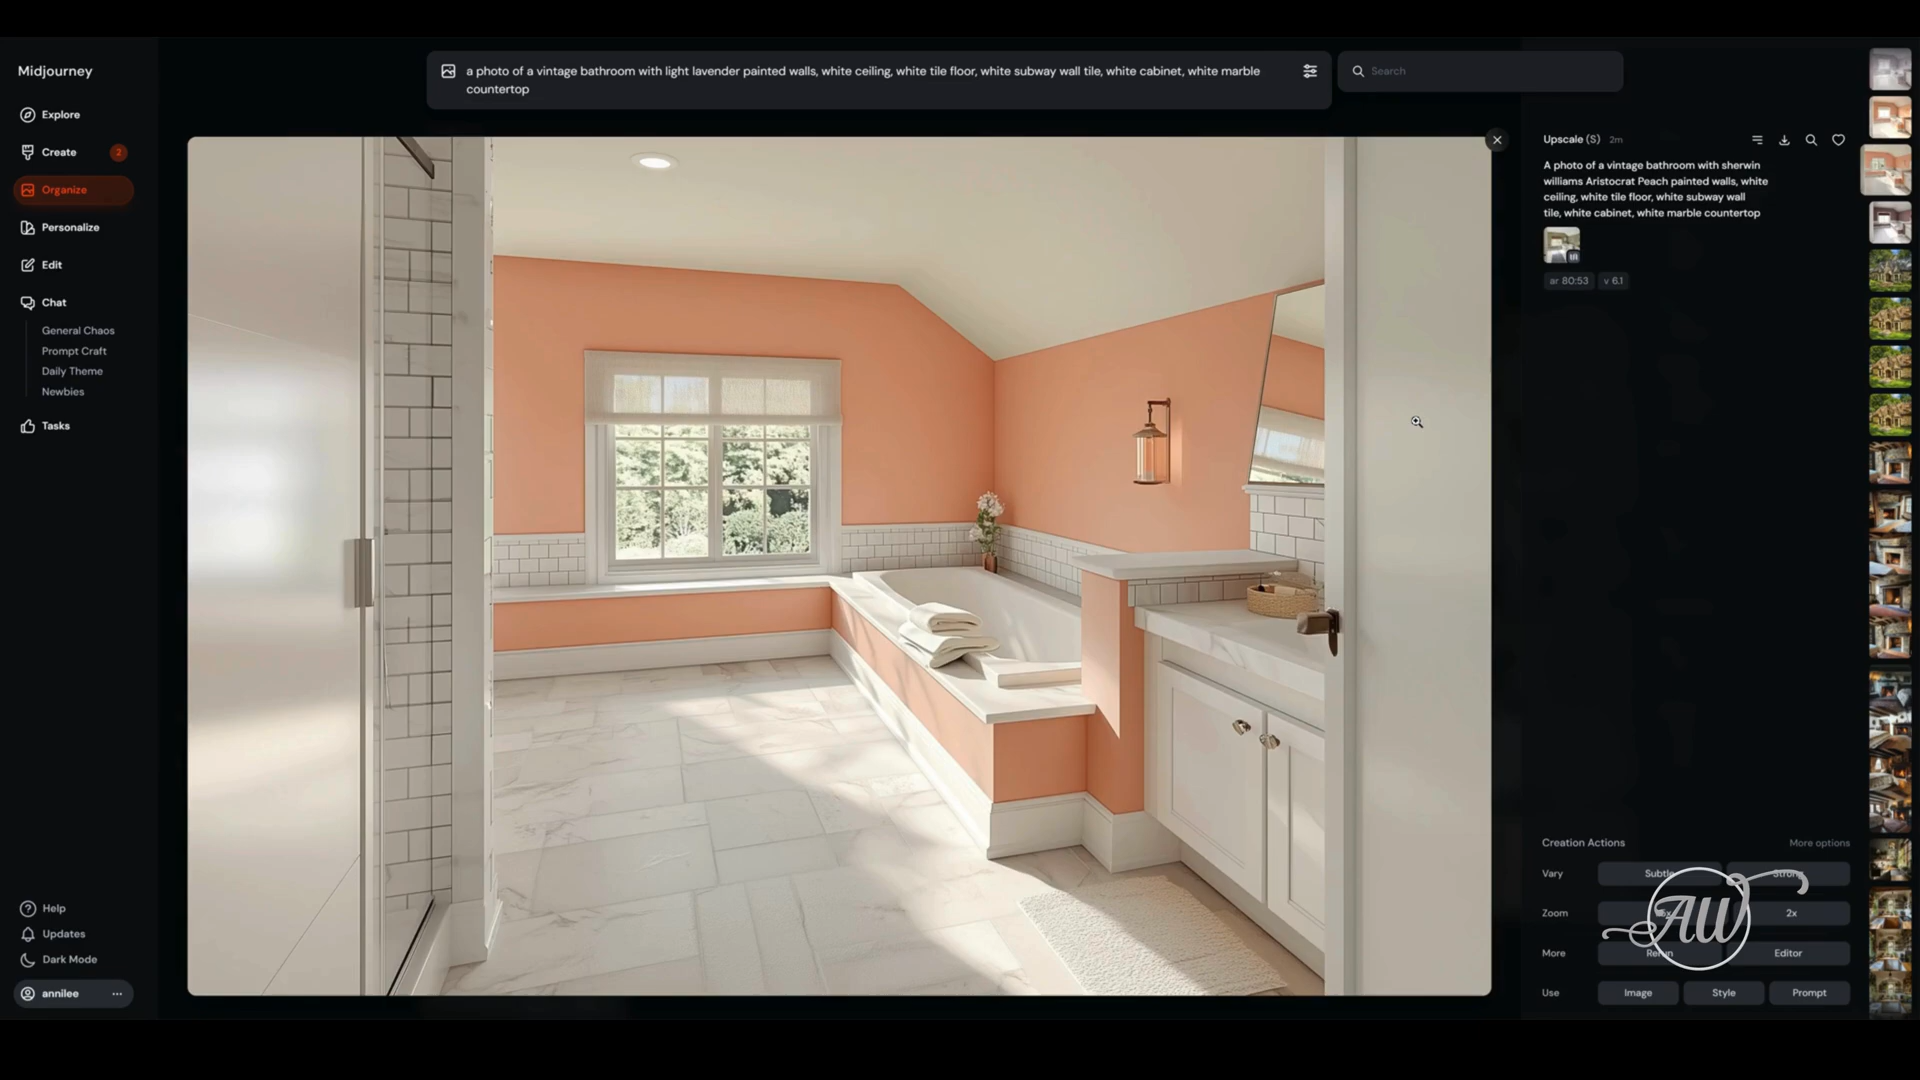 Midjourney
a photo of a vintage bathroom with light lavender painted walls, white ceiling, white tile floor, white subway wall tile, white cabinet, white marble
countertop
Search
Explore
Create 2
Organize
Personalize
Edit
Chat
General Chaos
Prompt Craft
Daily Theme
Newbies
Tasks
Help
Updates
Dark Mode
annilee
Upscale (S) 2m
A photo of a vintage bathroom with sherwin
williams Aristocrat Peach painted walls, white
ceiling, white tile floor, white subway wall
tile, white cabinet, white marble countertop
ar 80:53 v 6.1
Creation Actions More options
Vary Subtle Strong
Zoom 2x
More Rerun Editor
Use Image Style Prompt
AW